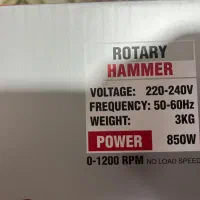 ROTARY
HAMMER
VOLTAGE: 220-240V
FREQUENCY: 50-60Hz
WEIGHT: 3KG
POWER 850W
0-1200 RPM NO LOAD SPEED